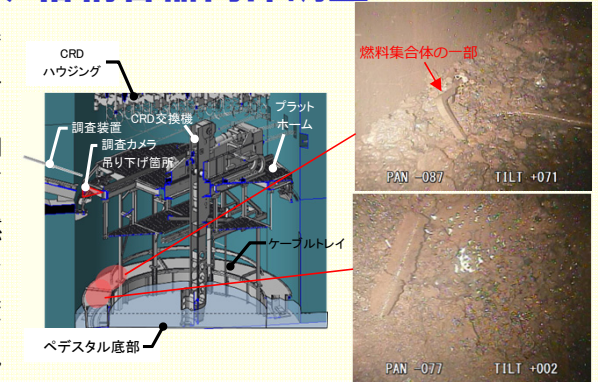 CRD
ハウジング
調査装置
調査カメラ
吊り下げ箇所
CRD交換機
プラット
ホーム
ケーブルトレイ
ペデスタル底部
燃料集合体の一部
PAN -087 TILT +071
PAN -077 TILT +002